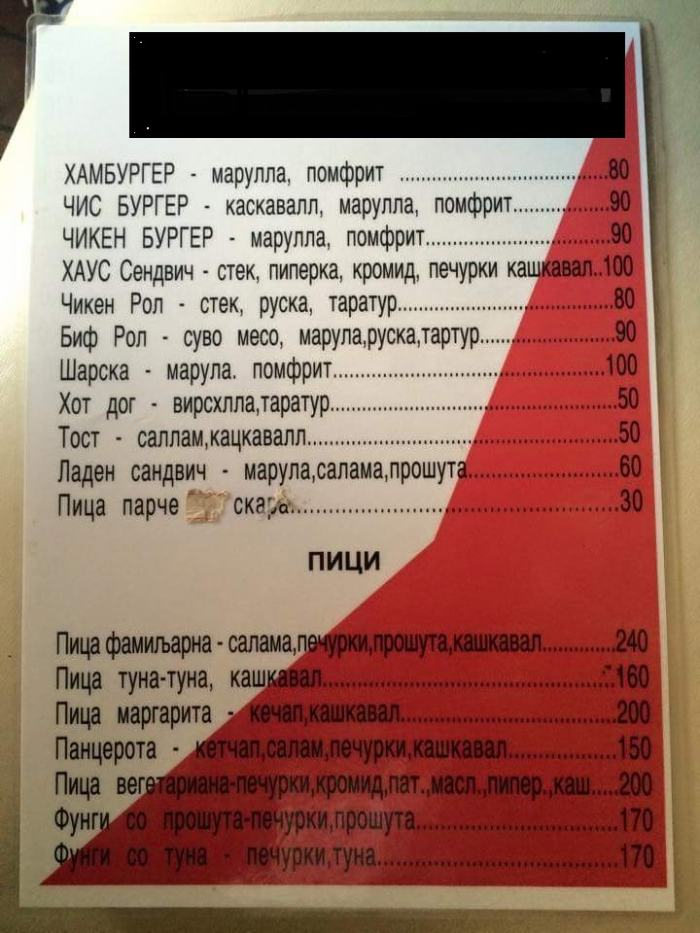 ХАМБУРГЕР - марулла, помфрит ........................................80
ЧИС БУРГЕР - каскавалл, марулла, помфрит...................90
ЧИКЕН БУРГЕР - марулла, помфрит....................................90
ХАУС Сендвич - стек, пиперка, кромид, печурки кашкавал..100
Чикен Рол - стек, руска, таратур..........................................80
Биф Рол - суво месо, марула,руска,тартур.........................90
Шарска - марула. помфрит.....................................................100
Хот дог - вирсхлла,таратур.......................................................50
Тост - саллам,кацкавалл............................................................50
Ладен сандвич - марула,салама,прошута.............................60
Пица парче скара................................................................30
ПИЦИ
Пица фамиљарна - салама,печурки,прошута,кашкавал.............240
Пица туна-туна, кашкавал.....................................................160
Пица маргарита - кечап,кашкавал..........................................200
Панцерота - кетчап,салам,печурки,кашкавал....................150
Пица вегетариана-печурки,кромид,пат.,масл.,пипер.,каш.....200
Фунги со прошута-печурки,прошута.....................................170
Фунги со туна - печурки,туна.............................................170